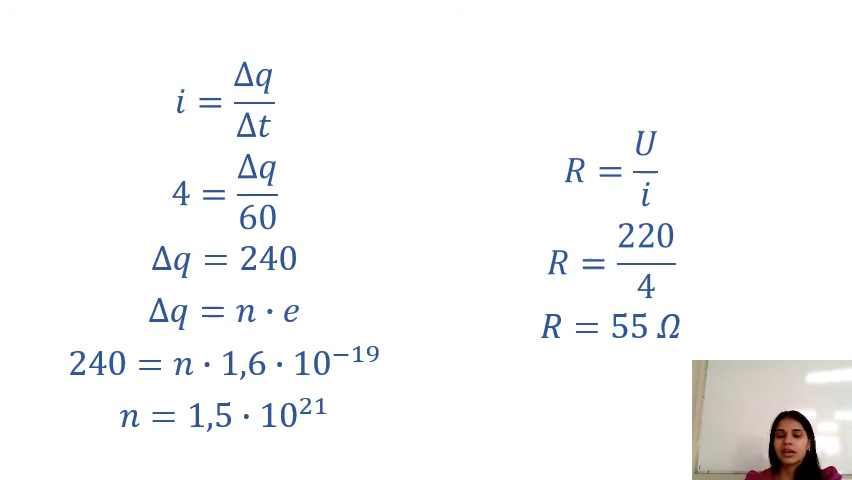 i = Δq/Δt
4 = Δq/60
Δq = 240
Δq = n · e
240 = n · 1,6 · 10⁻¹⁹
n = 1,5 · 10²¹
R = U/i
R = 220/4
R = 55 Ω